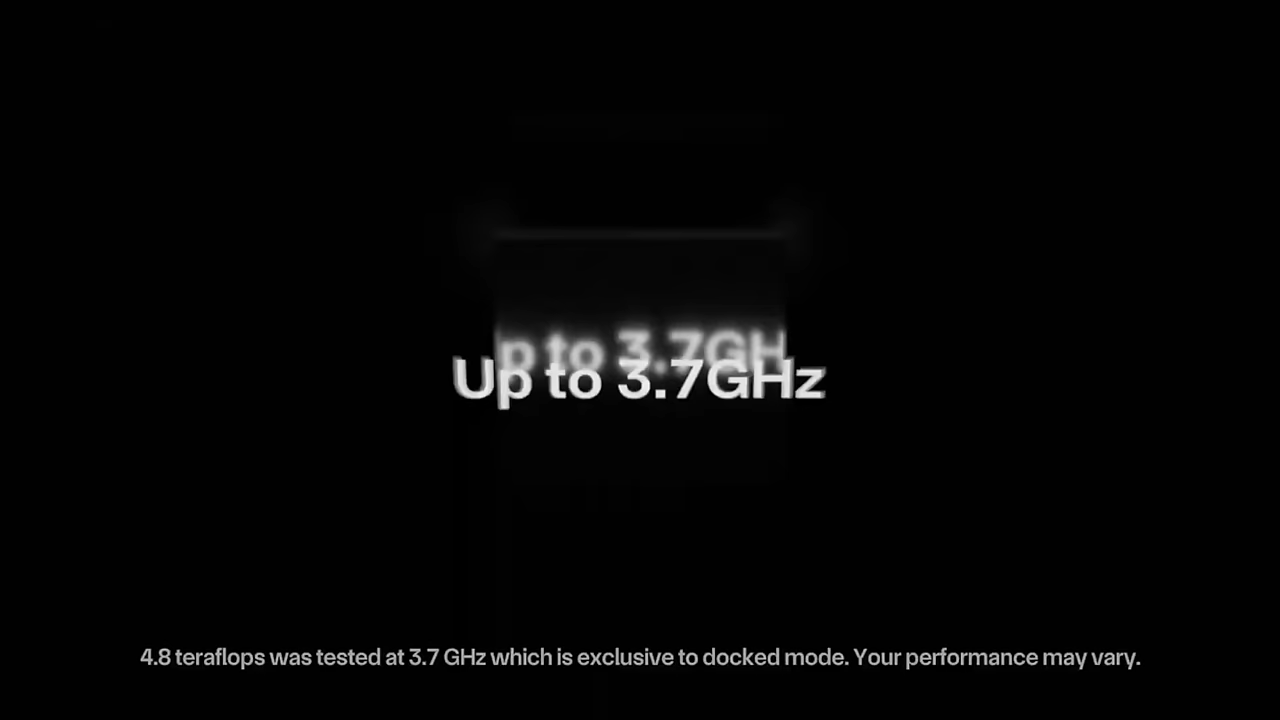 Up to 3.7GHz
4.8 teraflops was tested at 3.7 GHz which is exclusive to docked mode. Your performance may vary.